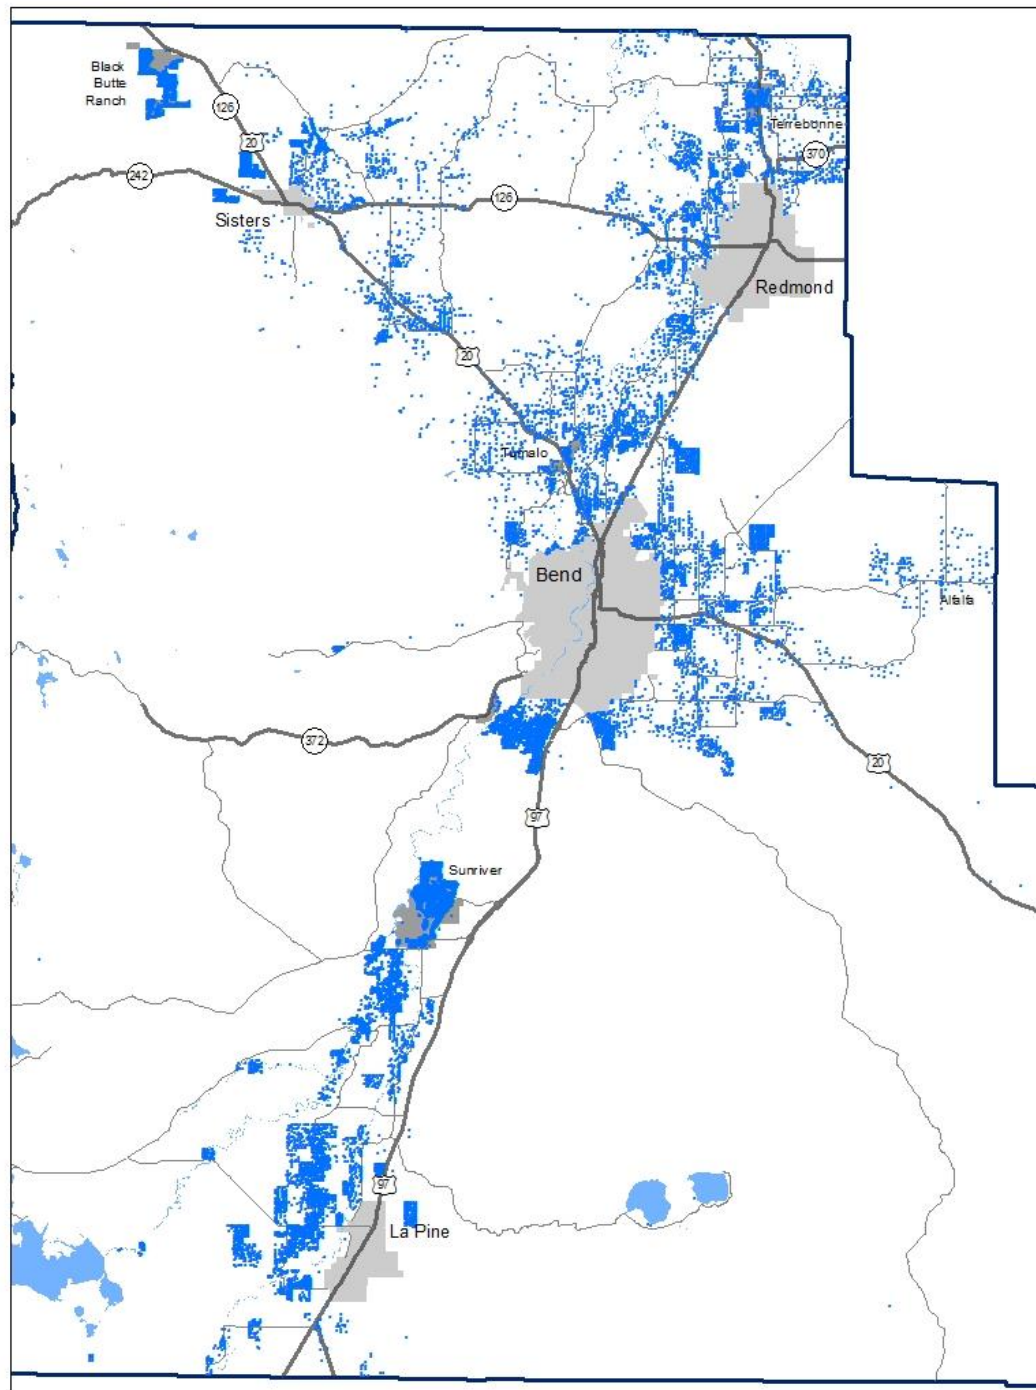 Black
Butte
Ranch
126
20
242
Sisters
126
Terrebonne
370
Redmond
20
Tumalo
Bend
Alfalfa
372
20
97
Sunriver
97
La Pine